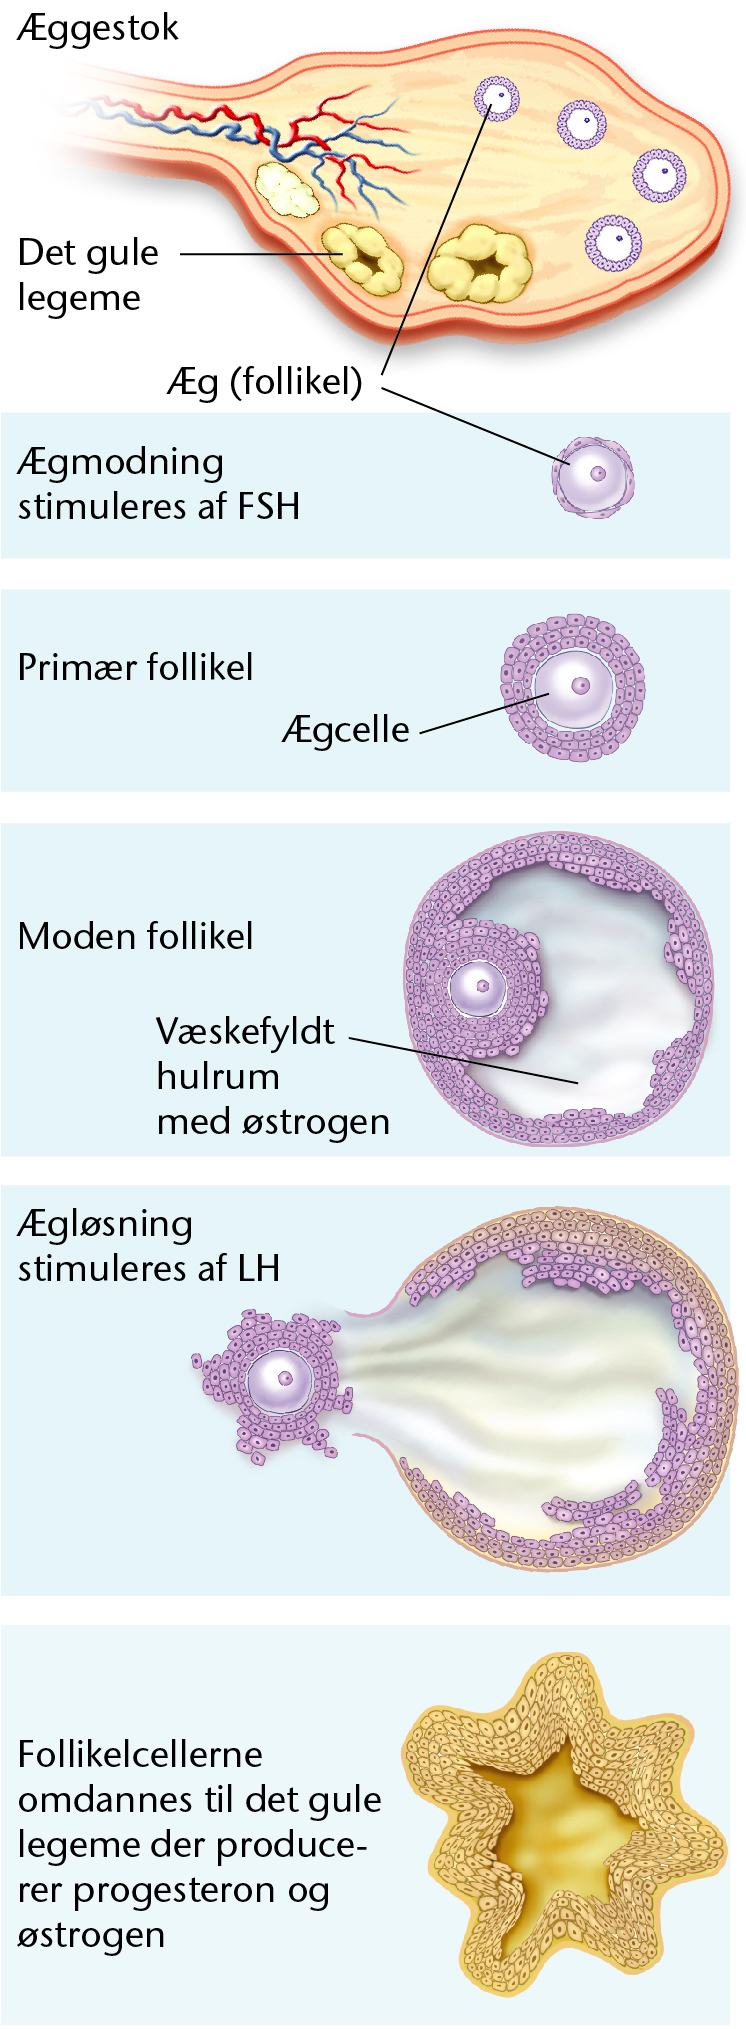 Æggestok
Det gule
legeme
Æg (follikel)
Ægmodning
stimuleres af FSH
Primær follikel
Ægcelle
Moden follikel
Væskefyldt
hulrum
med østrogen
Ægløsning
stimuleres af LH
Follikelcellerne
omdannes til det gule
legeme der produce-
rer progesteron og
østrogen